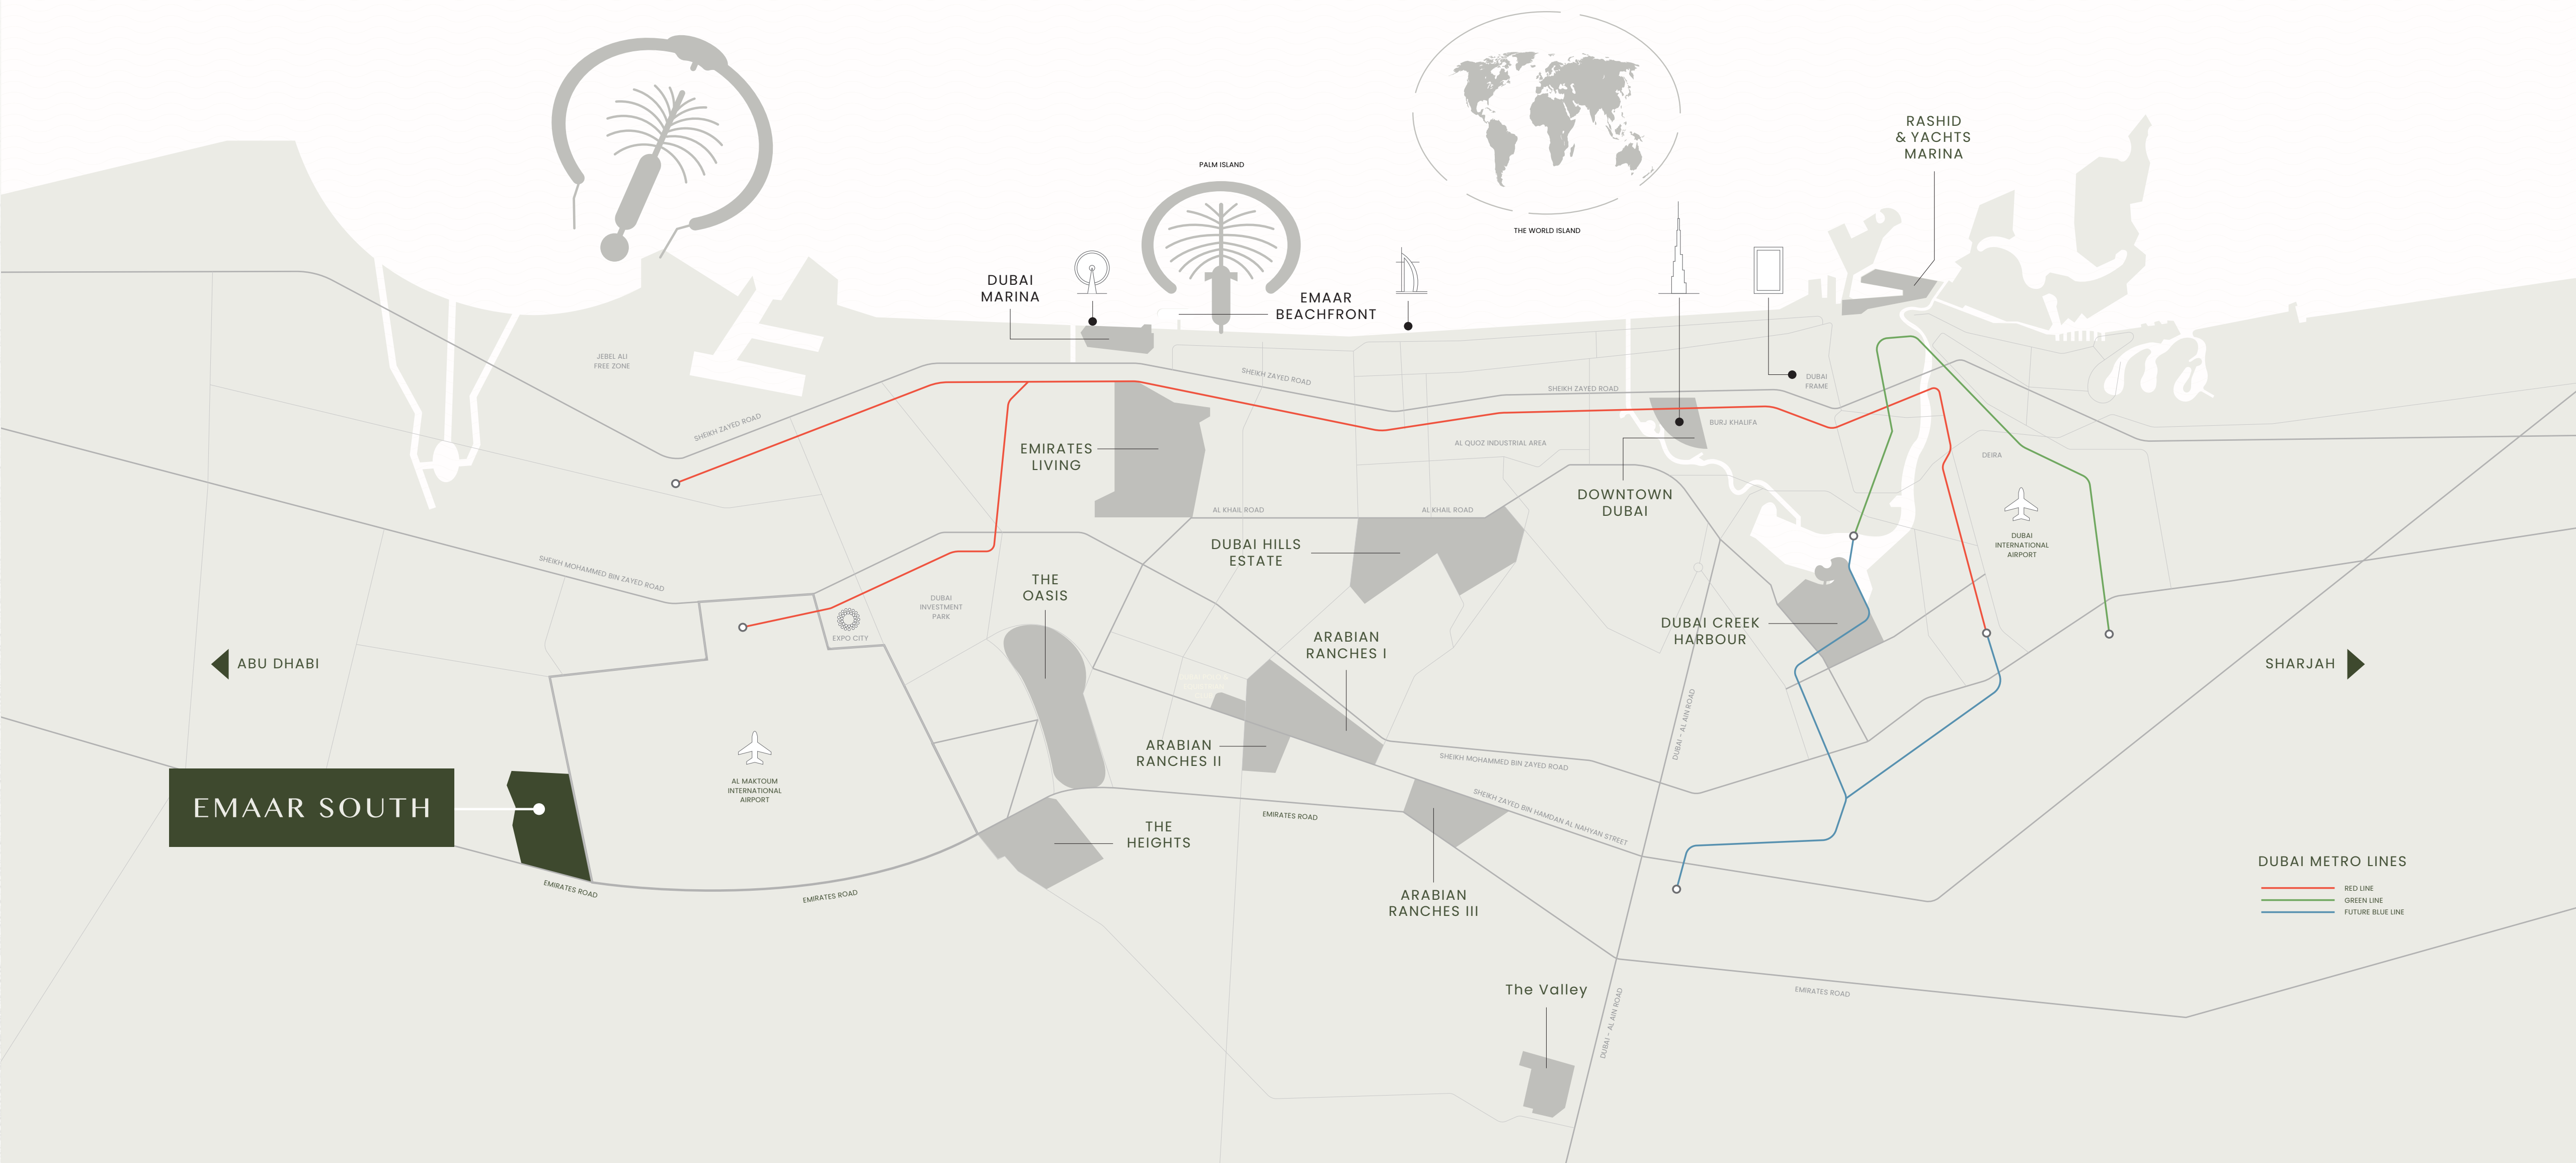 RASHID
& YACHTS
MARINA
PALM ISLAND
THE WORLD ISLAND
DUBAI
MARINA
EMAAR
BEACHFRONT
JEBEL ALI
FREE ZONE
SHEIKH ZAYED ROAD
SHEIKH ZAYED ROAD
SHEIKH ZAYED ROAD
DUBAI
FRAME
BURJ KHALIFA
EMIRATES
LIVING
AL QUOZ INDUSTRIAL AREA
DEIRA
DOWNTOWN
DUBAI
AL KHAIL ROAD
AL KHAIL ROAD
DUBAI HILLS
ESTATE
DUBAI
INTERNATIONAL
AIRPORT
SHEIKH MOHAMMED BIN ZAYED ROAD
THE
OASIS
DUBAI
INVESTMENT
PARK
EXPO CITY
DUBAI CREEK
HARBOUR
ARABIAN
RANCHES I
ABU DHABI
SHARJAH
DUBAI - AL AIN ROAD
ARABIAN
RANCHES II
SHEIKH MOHAMMED BIN ZAYED ROAD
AL MAKTOUM
INTERNATIONAL
AIRPORT
EMAAR SOUTH
SHEIKH ZAYED BIN HAMDAN AL NAHYAN STREET
EMIRATES ROAD
THE
HEIGHTS
EMIRATES ROAD
EMIRATES ROAD
ARABIAN
RANCHES III
DUBAI METRO LINES
RED LINE
GREEN LINE
FUTURE BLUE LINE
The Valley
EMIRATES ROAD
DUBAI - AL AIN ROAD